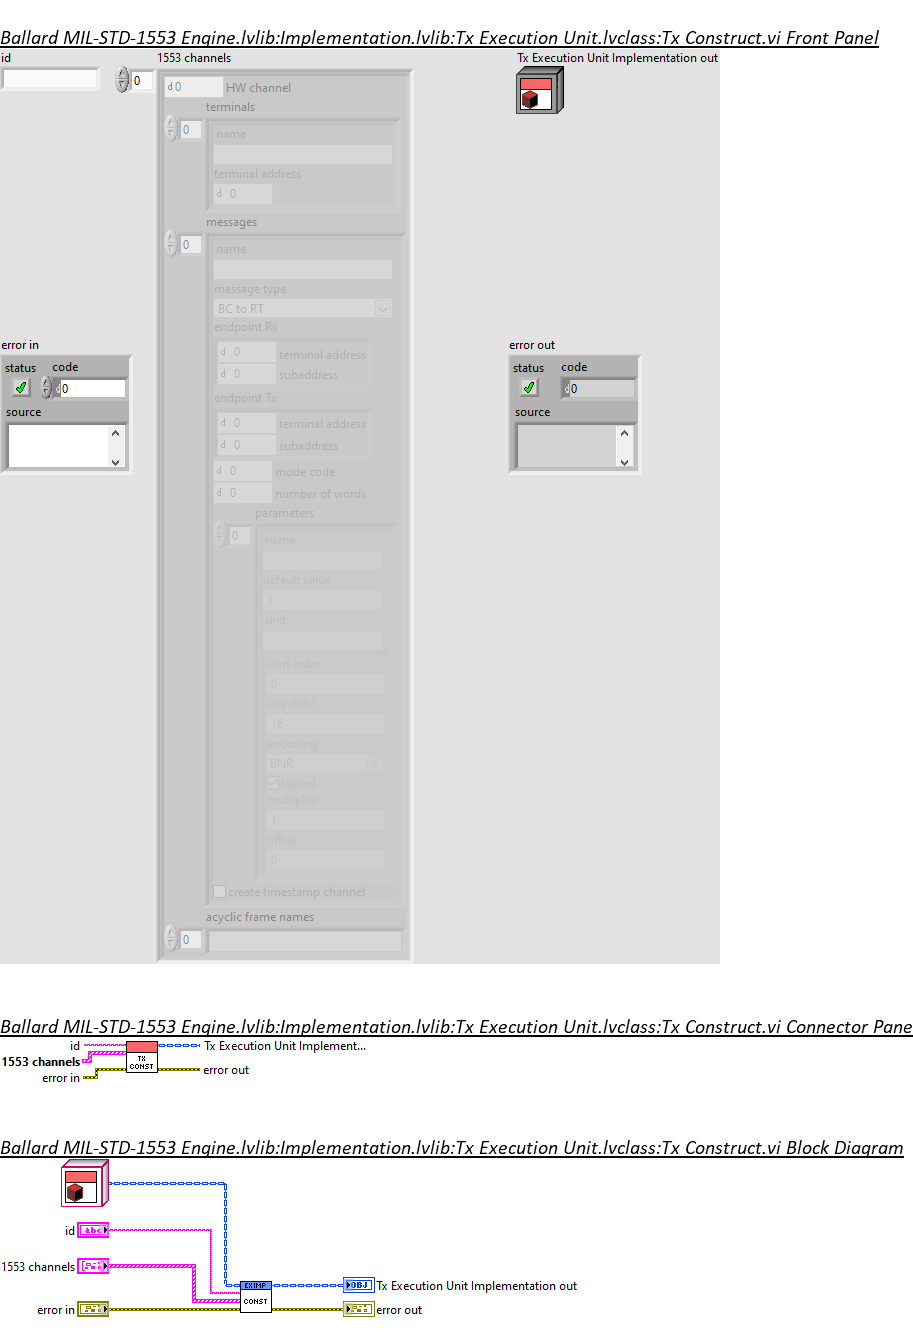 Ballard MIL-STD-1553 Engine.lvlib:Implementation.lvlib:Tx Execution Unit.lvclass:Tx Construct.vi Front Panel
id
1553 channels
Tx Execution Unit Implementation out
0
d 0 HW channel
terminals
0
name
terminal address
d 0
messages
0
name
message type
BC to RT
endpoint Rx
d 0 terminal address
d 0 subaddress
endpoint Tx
d 0 terminal address
d 0 subaddress
d 0 mode code
d 0 number of words
parameters
0
name
default value
1
unit
start index
0
size (bits)
16
encoding
BNR
signed
multiplier
1
offset
0
create timestamp channel
acyclic frame names
0
error in
status code
d 0
source
error out
status code
d 0
source
Ballard MIL-STD-1553 Engine.lvlib:Implementation.lvlib:Tx Execution Unit.lvclass:Tx Construct.vi Connector Pane
id
1553 channels
error in
TX
CONST
Tx Execution Unit Implement...
error out
Ballard MIL-STD-1553 Engine.lvlib:Implementation.lvlib:Tx Execution Unit.lvclass:Tx Construct.vi Block Diagram
id abc
1553 channels
EXIMP
CONST
OBJ Tx Execution Unit Implementation out
error in
error out